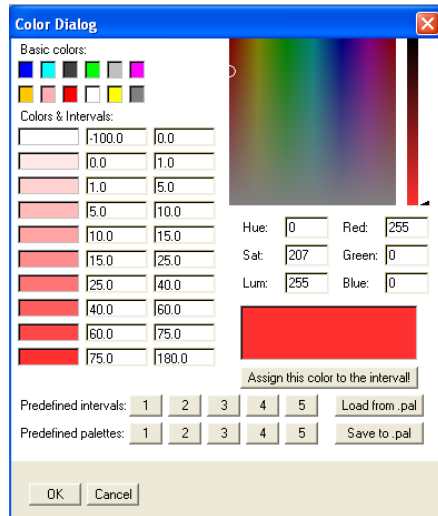 Color Dialog
Basic colors:
Colors & Intervals:
-100.0 0.0
0.0 1.0
1.0 5.0
5.0 10.0
10.0 15.0
15.0 25.0
25.0 40.0
40.0 60.0
60.0 75.0
75.0 180.0
Hue: 0 Red: 255
Sat: 207 Green: 0
Lum: 255 Blue: 0
Assign this color to the interval!
Predefined intervals: 1 2 3 4 5 Load from .pal
Predefined palettes: 1 2 3 4 5 Save to .pal
OK Cancel